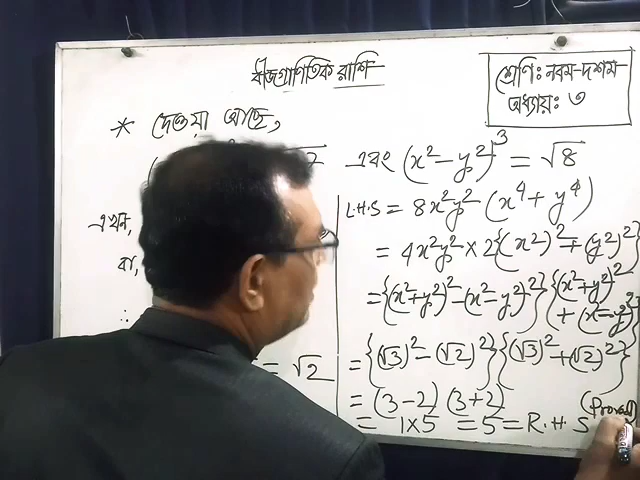 বীজগাণিতিক রাশি
শ্রেণি: নবম-দশম
অধ্যায়: ৩
* দেওয়া আছে,
এবং (x²-y²)³ = √8
এখন,
বা,
∴
= √2
L.H.S = 8x²y² (x⁴ + y⁴)
= 4x²y² × 2{(x²)² + (y²)²}
= {(x²+y²)² - (x²-y²)²}{(x²+y²)²
+ (x-y)²
= {(√3)² - (√2)²}{(√3)² + (√2)²}
= (3-2) (3+2)
= 1×5 = 5 = R.H.S
(Proved)